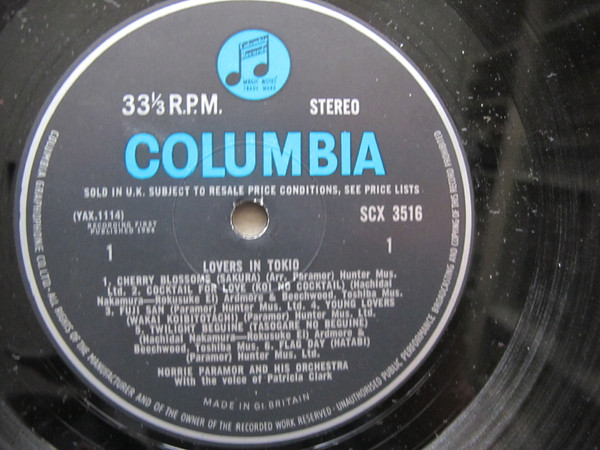 Columbia
Records
MAGIC NOTES
TRADE MARK
33⅓ R.P.M. STEREO
COLUMBIA
SOLD IN U.K. SUBJECT TO RESALE PRICE CONDITIONS, SEE PRICE LISTS
(YAX.1114) SCX 3516
RECORDING FIRST
PUBLISHED 1964
1 1
LOVERS IN TOKIO
1. CHERRY BLOSSOMS (SAKURA) (Arr. Paramor) Hunter Mus.
Ltd. 2. COCKTAIL FOR LOVE (KOI NO COCKTAIL) (Hachidai
Nakamura—Rokusuke Ei) Ardmore & Beechwood, Toshiba Mus.
3. FUJI SAN (Paramor) Hunter Mus. Ltd. 4. YOUNG LOVERS
(WAKAI KOIBITOTACHI) (Paramor) Hunter Mus. Ltd.
5. TWILIGHT BEGUINE (TASOGARE NO BEGUINE)
(Hachidai Nakamura—Rokusuke Ei) Ardmore &
Beechwood, Toshiba Mus. 6. FLAG DAY (HATABI)
(Paramor) Hunter Mus. Ltd.
NORRIE PARAMOR AND HIS ORCHESTRA
With the voice of Patricia Clark
MADE IN Gt. BRITAIN
COLUMBIA GRAPHOPHONE CO. LTD.· ALL RIGHTS OF THE MANUFACTURER AND OF THE OWNER OF THE RECORDED WORK RESERVED · UNAUTHORISED PUBLIC PERFORMANCE BROADCASTING AND COPYING OF THIS RECORD PROHIBITED